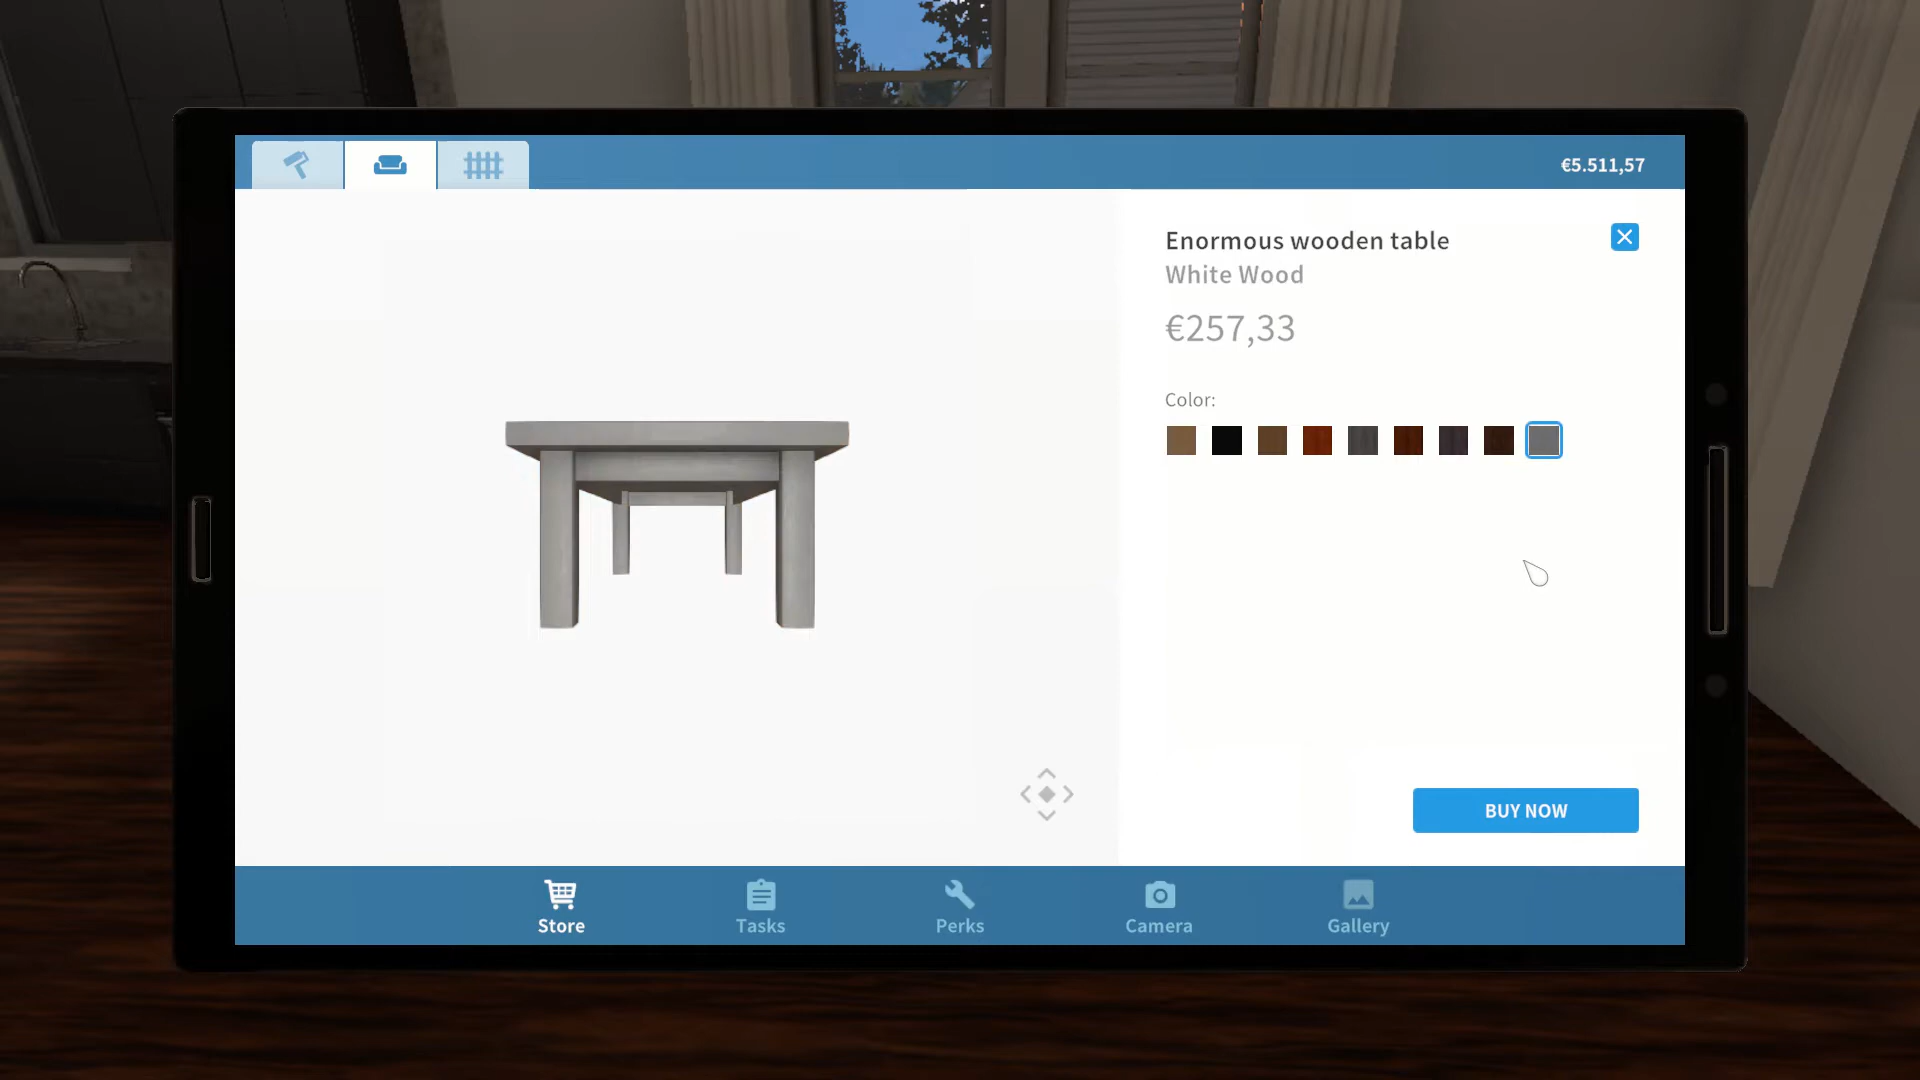 €5.511,57
Enormous wooden table
White Wood
€257,33
Color:
BUY NOW
Store
Tasks
Perks
Camera
Gallery